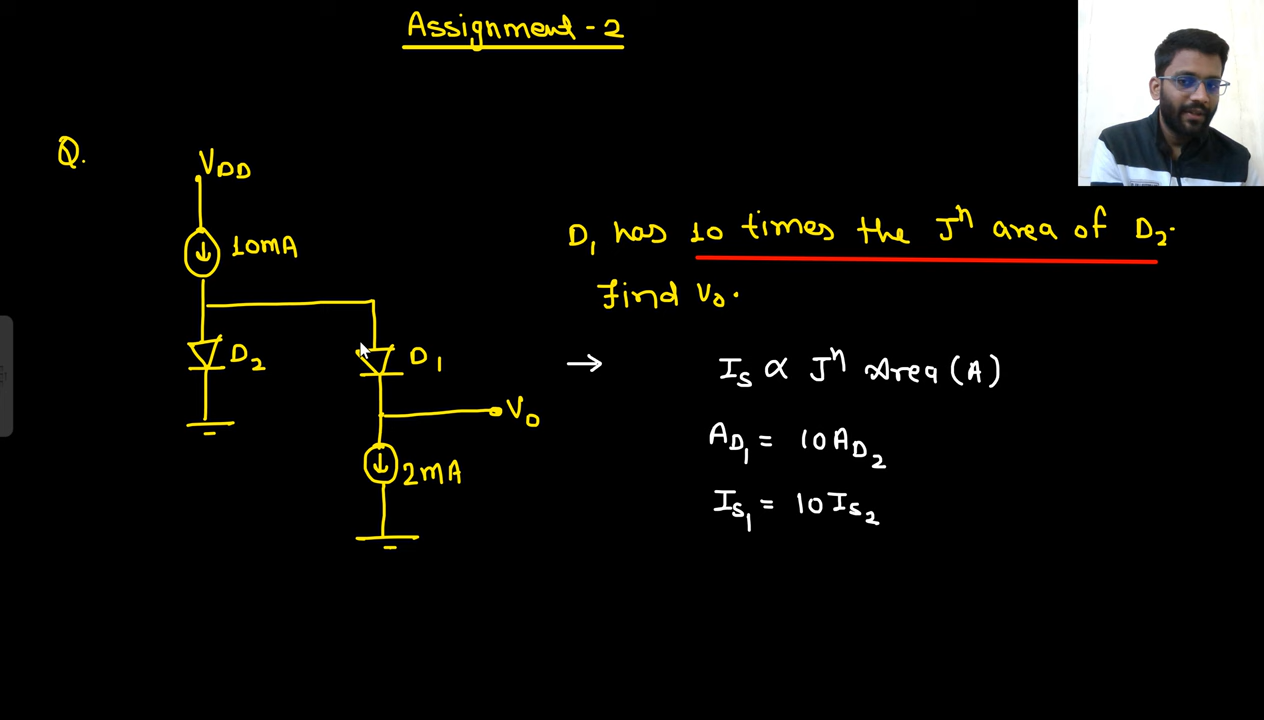 Assignment-2
Q.
VDD
10mA
D2
D1
VO
2mA
D1 has 10 times the Jn area of D2.
Find VO.
→ IS ∝ Jn Area (A)
AD1 = 10AD2
IS1 = 10IS2